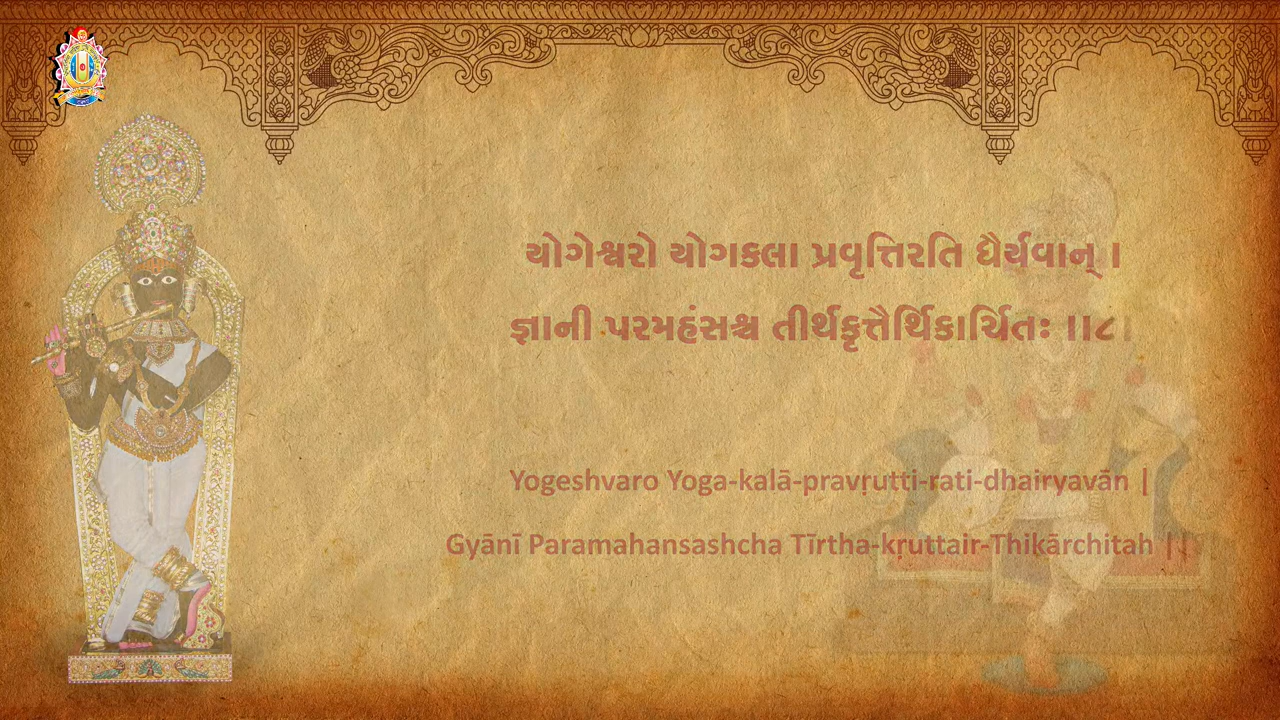 યોગેશ્વરો યોગકલા પ્રવૃત્તિરતિ ધૈર્યવાન્ ।
જ્ઞાની પરમહંસશ્ચ તીર્થકૃત્તૈર્થિકાર્ચિતઃ ।।૮।
Yogeshvaro Yoga-kalā-pravṛutti-rati-dhairyavān |
Gyānī Paramahansashcha Tīrtha-kṛuttair-Thikārchitah ||